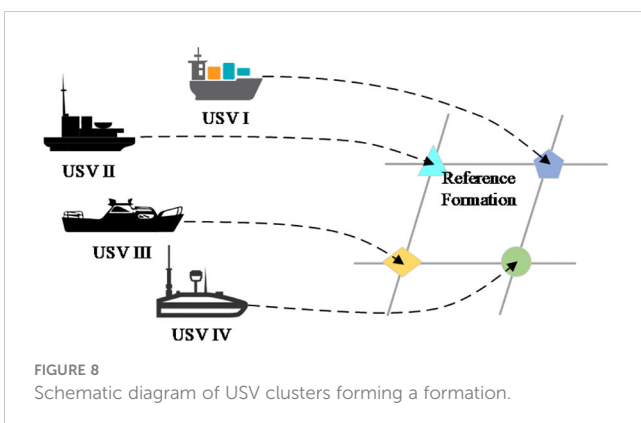 USV I
USV II
Reference
Formation
USV III
USV IV
FIGURE 8
Schematic diagram of USV clusters forming a formation.